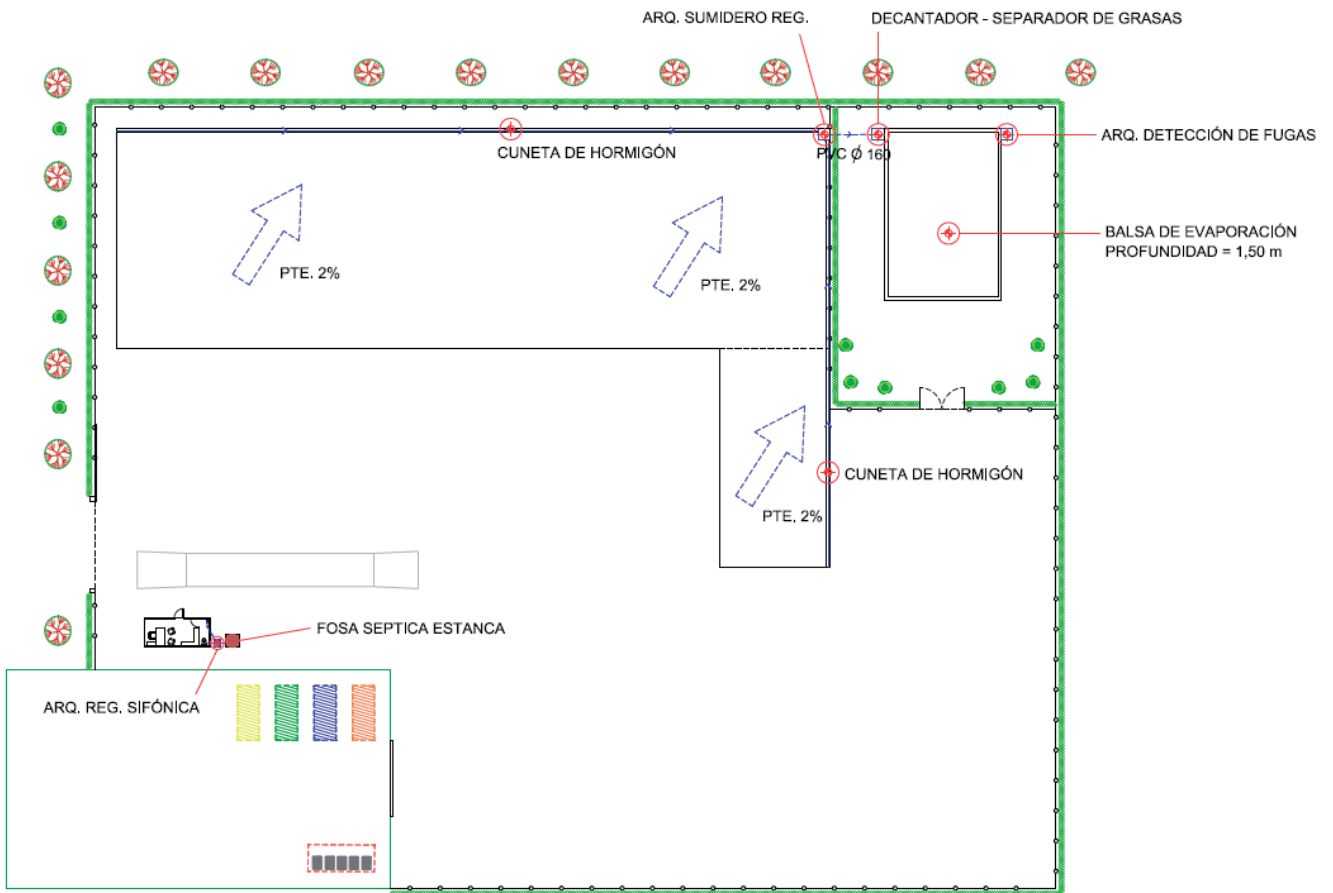 ARQ. SUMIDERO REG.
DECANTADOR - SEPARADOR DE GRASAS
ARQ. DETECCIÓN DE FUGAS
CUNETA DE HORMIGÓN
PVC Ø 160
BALSA DE EVAPORACIÓN
PROFUNDIDAD = 1,50 m
PTE. 2%
PTE. 2%
CUNETA DE HORMIGÓN
PTE. 2%
FOSA SEPTICA ESTANCA
ARQ. REG. SIFÓNICA